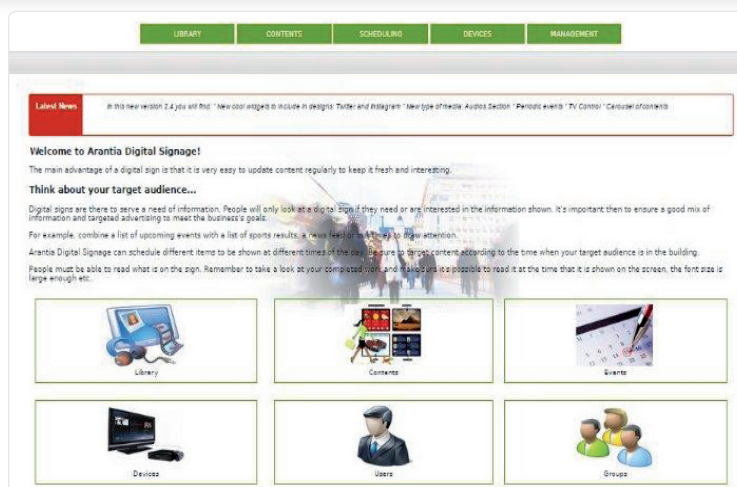 LIBRARY CONTENTS SCHEDULING DEVICES MANAGEMENT
Latest News In this new version 2.4 you will find: * New cool widgets to include in designs: Twitter and Instagram * New type of media: Audios Section * Periodic events * TV Control * Carousel of contents
Welcome to Arantia Digital Signage!
The main advantage of a digital sign is that it is very easy to update content regularly to keep it fresh and interesting.
Think about your target audience...
Digital signs are there to serve a need of information. People will only look at a digital sign if they need or are interested in the information shown. It's important then to ensure a good mix of
information and targeted advertising to meet the business's goals.
For example, combine a list of upcoming events with a list of sports results, a news feed or bus times to draw attention.
Arantia Digital Signage can schedule different items to be shown at different times of the day. Be sure to target content according to the time when your target audience is in the building.
People must be able to read what is on the sign. Remember to take a look at your completed work and make sure it's possible to read it at the time that it is shown on the screen, the font size is
large enough etc.
Library Contents Events
Devices Users Groups